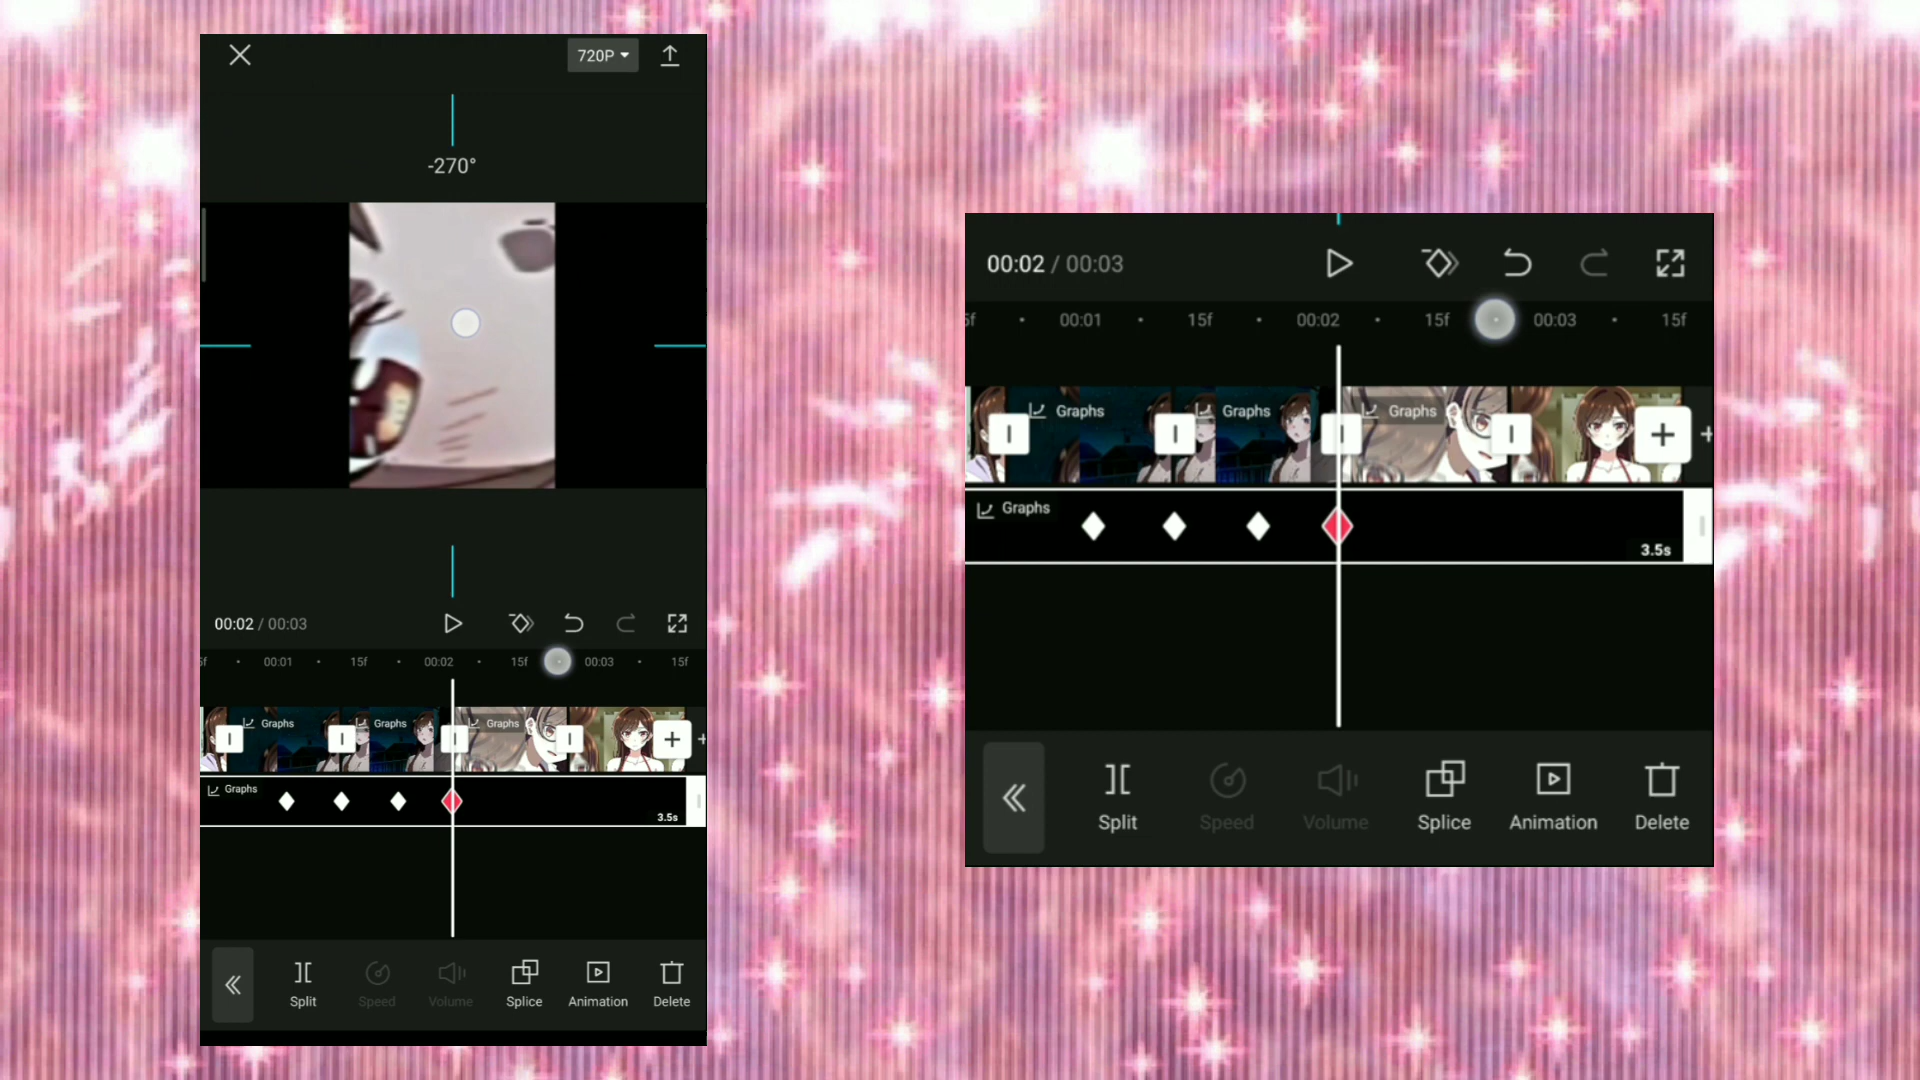 720P
-270°
00:02 / 00:03
5f 00:01 15f 00:02 15f 00:03 15f
Graphs Graphs Graphs
Graphs
3.5s
Split Speed Volume Splice Animation Delete
00:02 / 00:03
5f 00:01 15f 00:02 15f 00:03 15f
Graphs Graphs Graphs
Graphs
3.5s
Split Speed Volume Splice Animation Delete